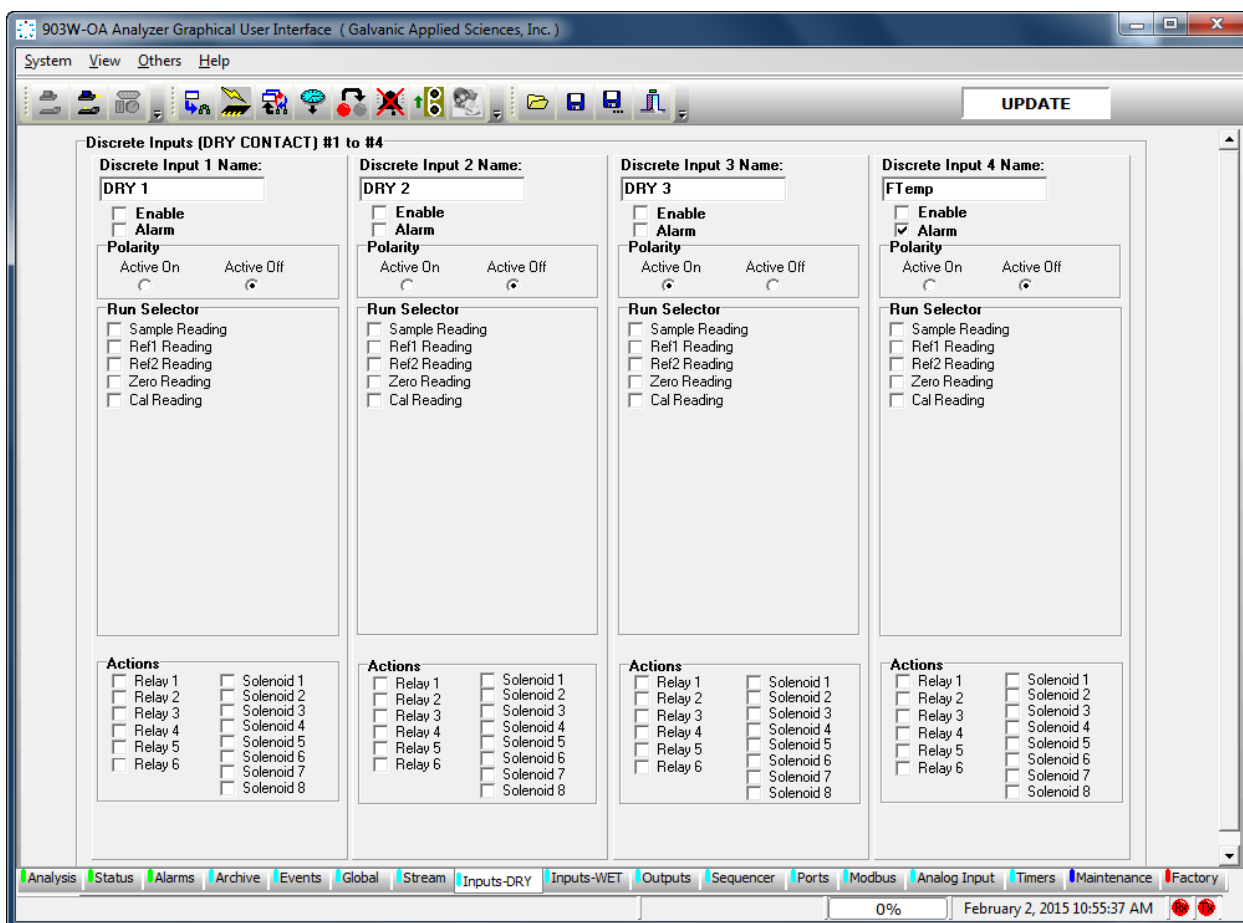 903W-OA Analyzer Graphical User Interface ( Galvanic Applied Sciences, Inc. )
System View Others Help
UPDATE
Discrete Inputs (DRY CONTACT) #1 to #4
Discrete Input 1 Name:
DRY 1
Enable
Alarm
Polarity
Active On Active Off
Run Selector
Sample Reading
Ref1 Reading
Ref2 Reading
Zero Reading
Cal Reading
Actions
Relay 1
Relay 2
Relay 3
Relay 4
Relay 5
Relay 6
Solenoid 1
Solenoid 2
Solenoid 3
Solenoid 4
Solenoid 5
Solenoid 6
Solenoid 7
Solenoid 8
Discrete Input 2 Name:
DRY 2
Enable
Alarm
Polarity
Active On Active Off
Run Selector
Sample Reading
Ref1 Reading
Ref2 Reading
Zero Reading
Cal Reading
Actions
Relay 1
Relay 2
Relay 3
Relay 4
Relay 5
Relay 6
Solenoid 1
Solenoid 2
Solenoid 3
Solenoid 4
Solenoid 5
Solenoid 6
Solenoid 7
Solenoid 8
Discrete Input 3 Name:
DRY 3
Enable
Alarm
Polarity
Active On Active Off
Run Selector
Sample Reading
Ref1 Reading
Ref2 Reading
Zero Reading
Cal Reading
Actions
Relay 1
Relay 2
Relay 3
Relay 4
Relay 5
Relay 6
Solenoid 1
Solenoid 2
Solenoid 3
Solenoid 4
Solenoid 5
Solenoid 6
Solenoid 7
Solenoid 8
Discrete Input 4 Name:
FTemp
Enable
Alarm
Polarity
Active On Active Off
Run Selector
Sample Reading
Ref1 Reading
Ref2 Reading
Zero Reading
Cal Reading
Actions
Relay 1
Relay 2
Relay 3
Relay 4
Relay 5
Relay 6
Solenoid 1
Solenoid 2
Solenoid 3
Solenoid 4
Solenoid 5
Solenoid 6
Solenoid 7
Solenoid 8
Analysis Status Alarms Archive Events Global Stream Inputs-DRY Inputs-WET Outputs Sequencer Ports Modbus Analog Input Timers Maintenance Factory
0% February 2, 2015 10:55:37 AM Rx Tx